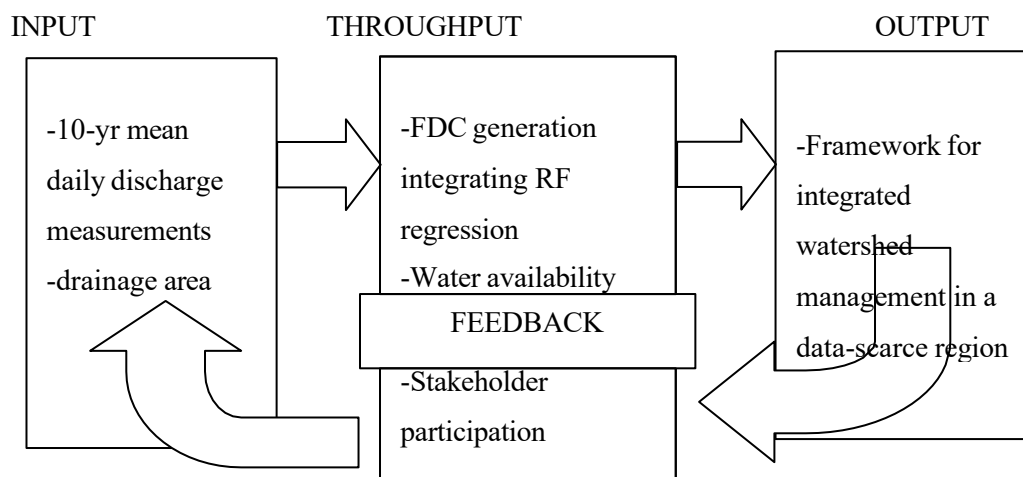 INPUT
THROUGHPUT
OUTPUT
-10-yr mean
daily discharge
measurements
-drainage area
-FDC generation
integrating RF
regression
-Water availability
FEEDBACK
-Stakeholder
participation
-Framework for
integrated
watershed
management in a
data-scarce region